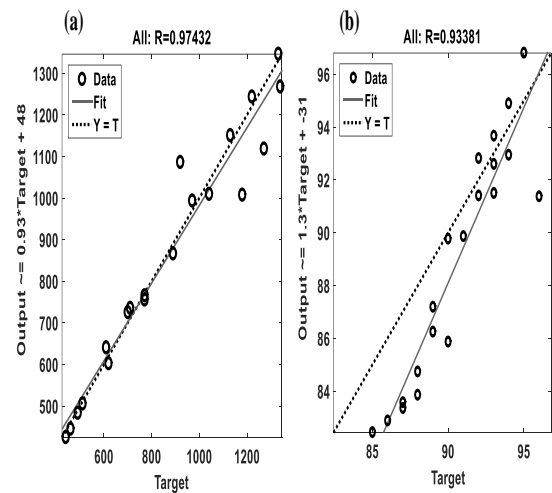 (a)
All: R=0.97432
Output ~= 0.93*Target + 48
1300
1200
1100
1000
900
800
700
600
500
Data
Fit
Y = T
600
800
1000
1200
Target
(b)
All: R=0.93381
Output ~= 1.3*Target + -31
96
94
92
90
88
86
84
Data
Fit
Y = T
85
90
95
Target